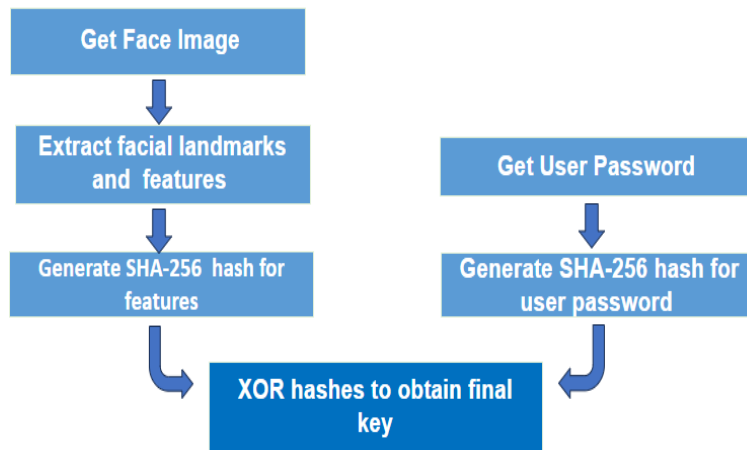 Get Face Image
Extract facial landmarks
and features
Get User Password
Generate SHA-256 hash for
features
Generate SHA-256 hash for
user password
XOR hashes to obtain final
key